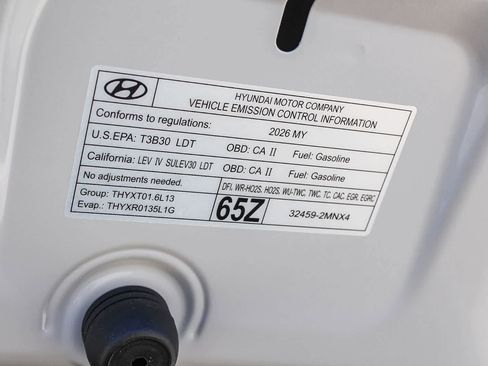 HYUNDAI MOTOR COMPANY
VEHICLE EMISSION CONTROL INFORMATION
Conforms to regulations: 2026 MY
U.S.EPA: T3B30 LDT OBD: CA II Fuel: Gasoline
California: LEV IV SULEV30 LDT OBD: CA II Fuel: Gasoline
No adjustments needed. DFI, WR-HO2S, HO2S, WU-TWC, TWC, TC, CAC, EGR, EGRC
Group: THYXT01.6L13
Evap.: THYXR0135L1G
65Z
32459-2MNX4